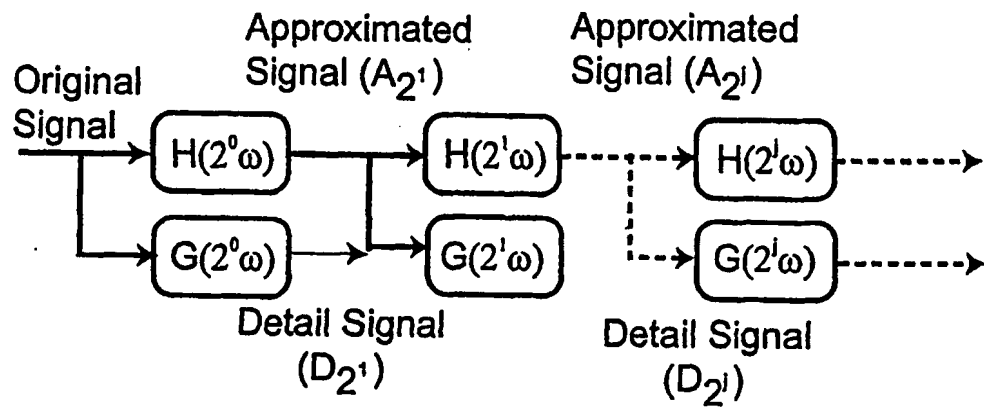 Approximated
Signal (A₂¹)
Approximated
Signal (A₂ʲ)
Original
Signal
H(2⁰ω)
H(2¹ω)
H(2ʲω)
G(2⁰ω)
G(2¹ω)
G(2ʲω)
Detail Signal
(D₂¹)
Detail Signal
(D₂ʲ)